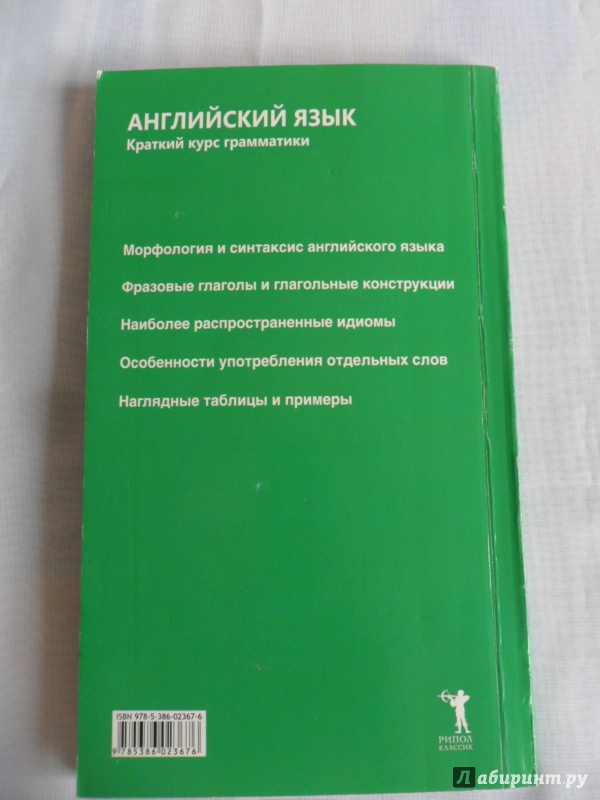 АНГЛИЙСКИЙ ЯЗЫК
Краткий курс грамматики
Морфология и синтаксис английского языка
Фразовые глаголы и глагольные конструкции
Наиболее распространенные идиомы
Особенности употребления отдельных слов
Наглядные таблицы и примеры
ISBN 978-5-386-02367-6
9 785386 023676
РИПОЛ
КЛАССИК
Лабиринт.ру